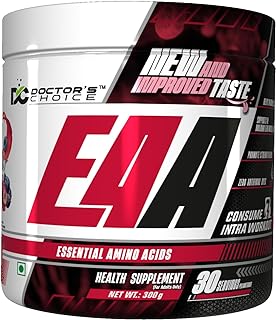 DOCTOR'S™
CHOICE
NEW AND
IMPROVED TASTE
EAA
ESSENTIAL AMINO ACIDS
HEALTH SUPPLEMENT
(For Adults Only)
NET WT.: 300g
CONSUME
INTRA WORKOUT
30